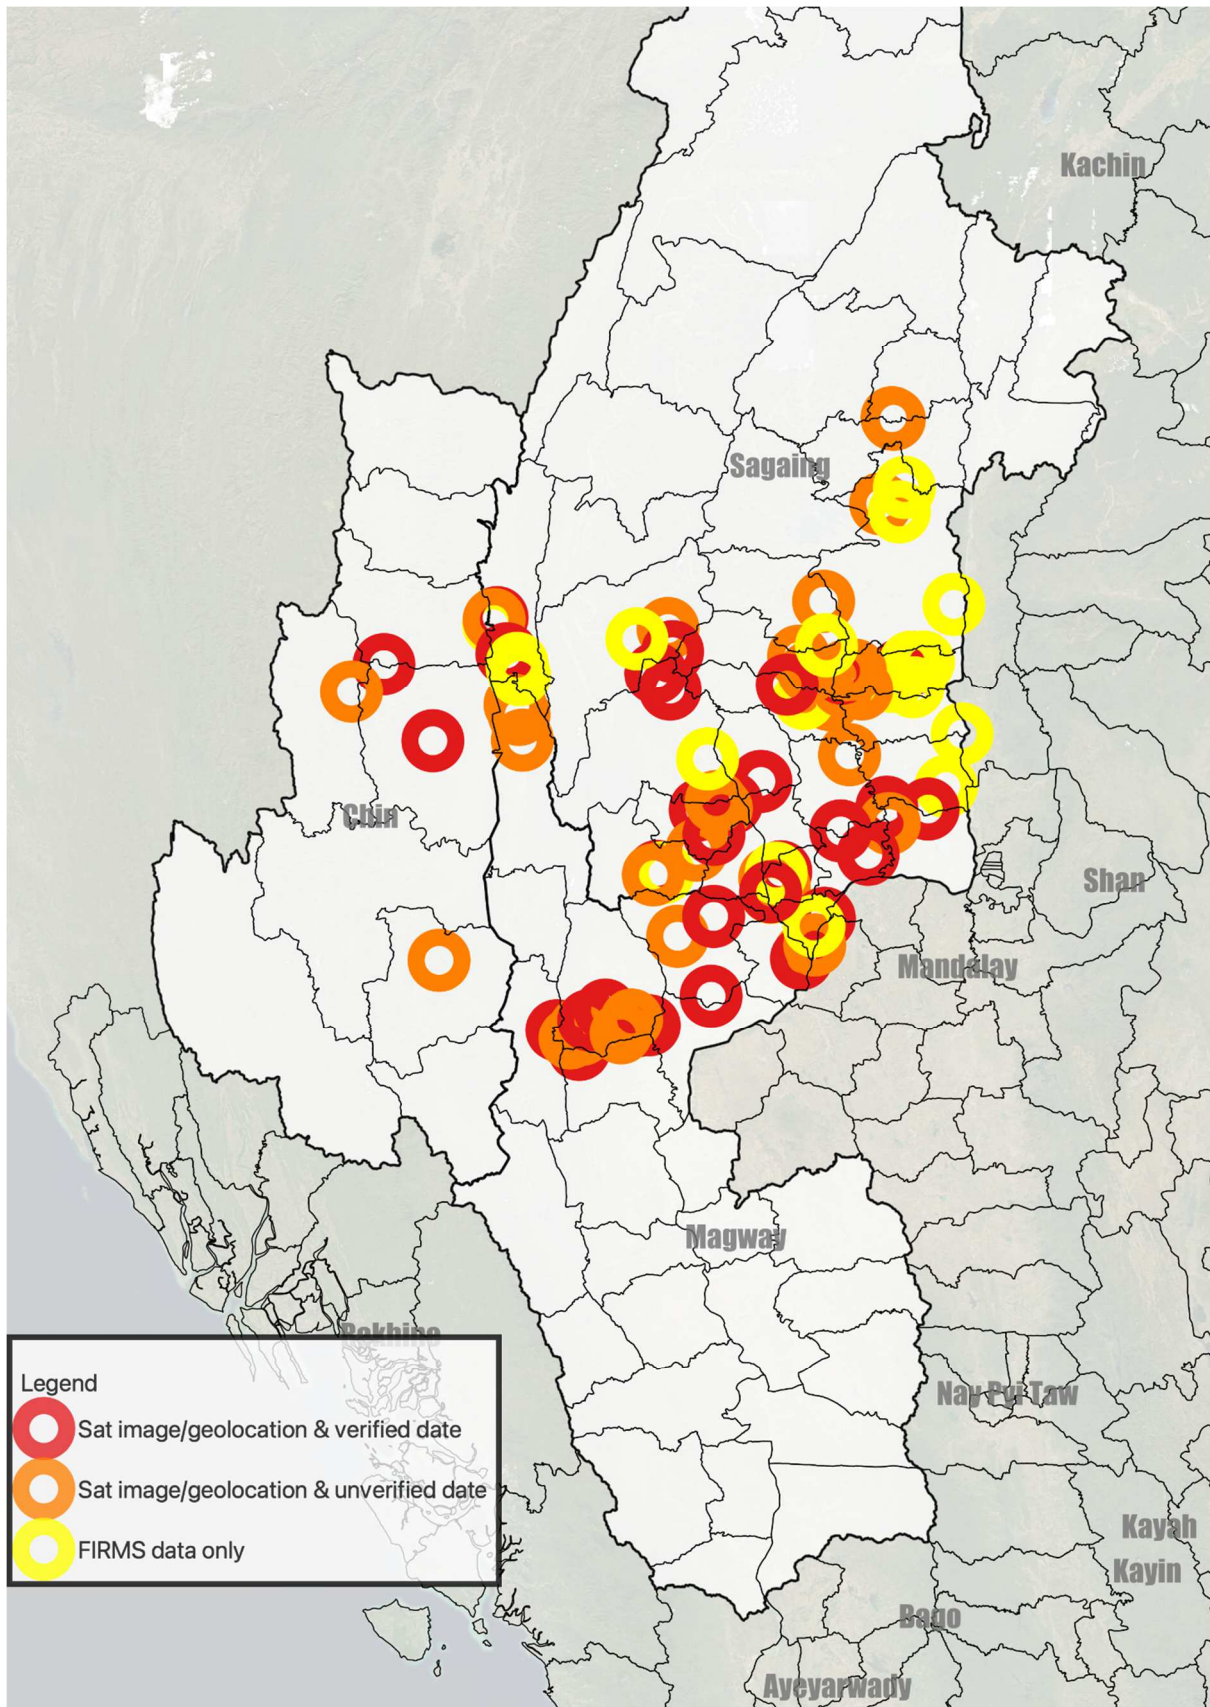 Kachin
Sagaing
Chin
Shan
Mandalay
Magway
Rakhine
Nay Pyi Taw
Legend
Sat image/geolocation & verified date
Sat image/geolocation & unverified date
FIRMS data only
Kayah
Kayin
Bago
Ayeyarwady